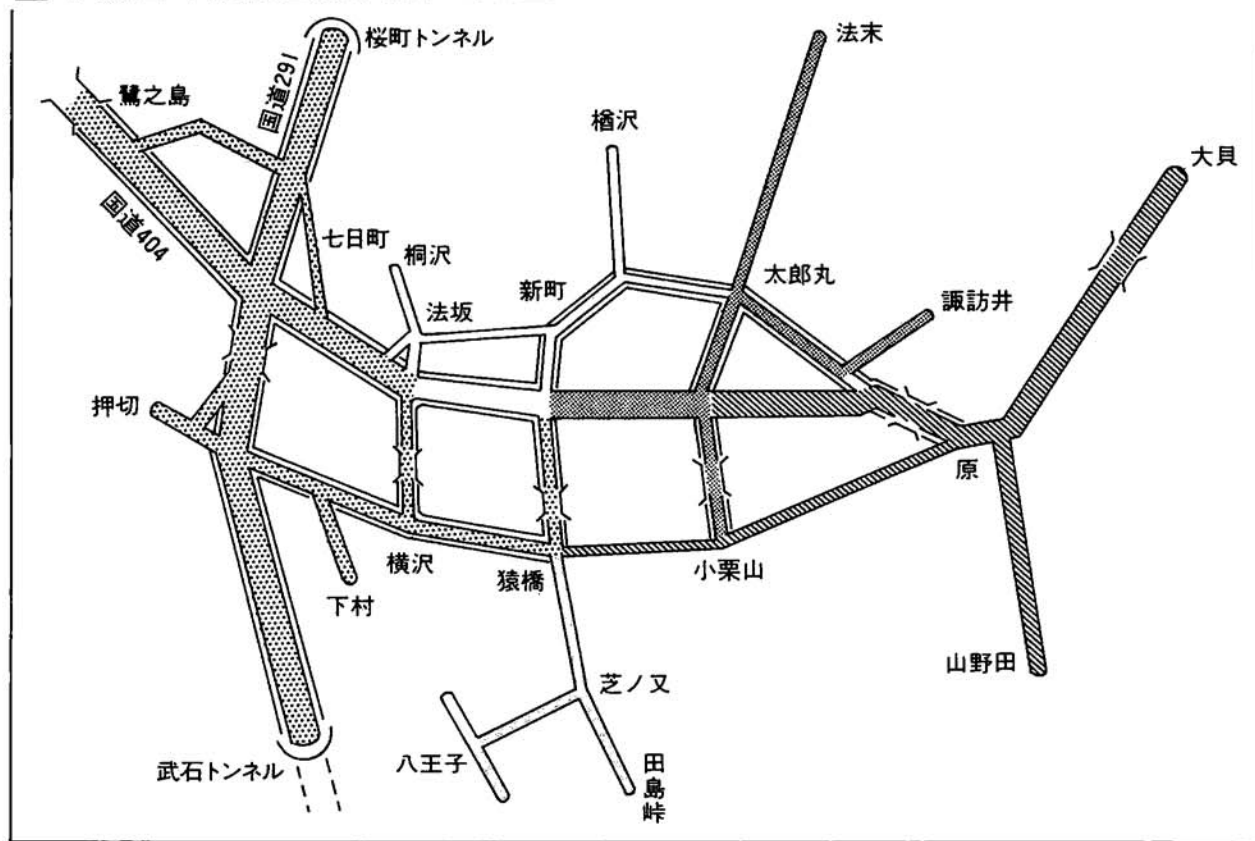 桜町トンネル
法末
国道291
鷺之島
楢沢
大貝
国道404
七日町
桐沢
太郎丸
新町
諏訪井
法坂
押切
原
横沢
猿橋
小栗山
下村
山野田
芝ノ又
武石トンネル
八王子
田島峠